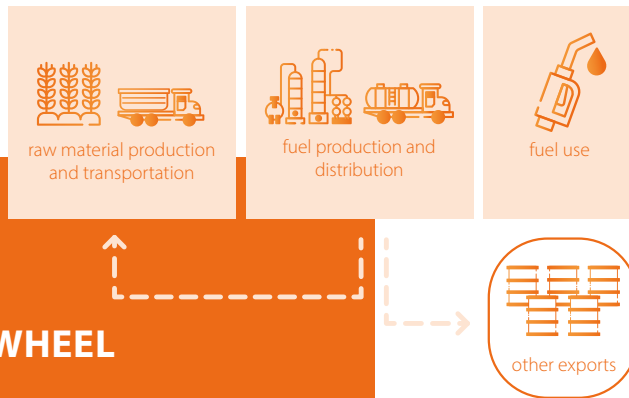 raw material production
and transportation
fuel production and
distribution
fuel use
WHEEL
other exports